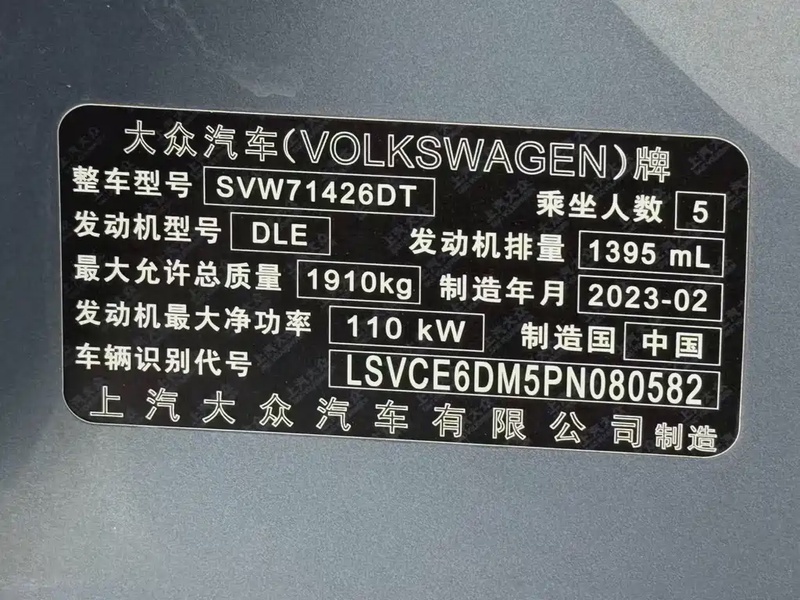 大众汽车(VOLKSWAGEN)牌
整车型号 SVW71426DT 乘坐人数 5
发动机型号 DLE 发动机排量 1395 mL
最大允许总质量 1910kg 制造年月 2023-02
发动机最大净功率 110 kW 制造国 中国
车辆识别代号 LSVCE6DM5PN080582
上汽大众汽车有限公司制造